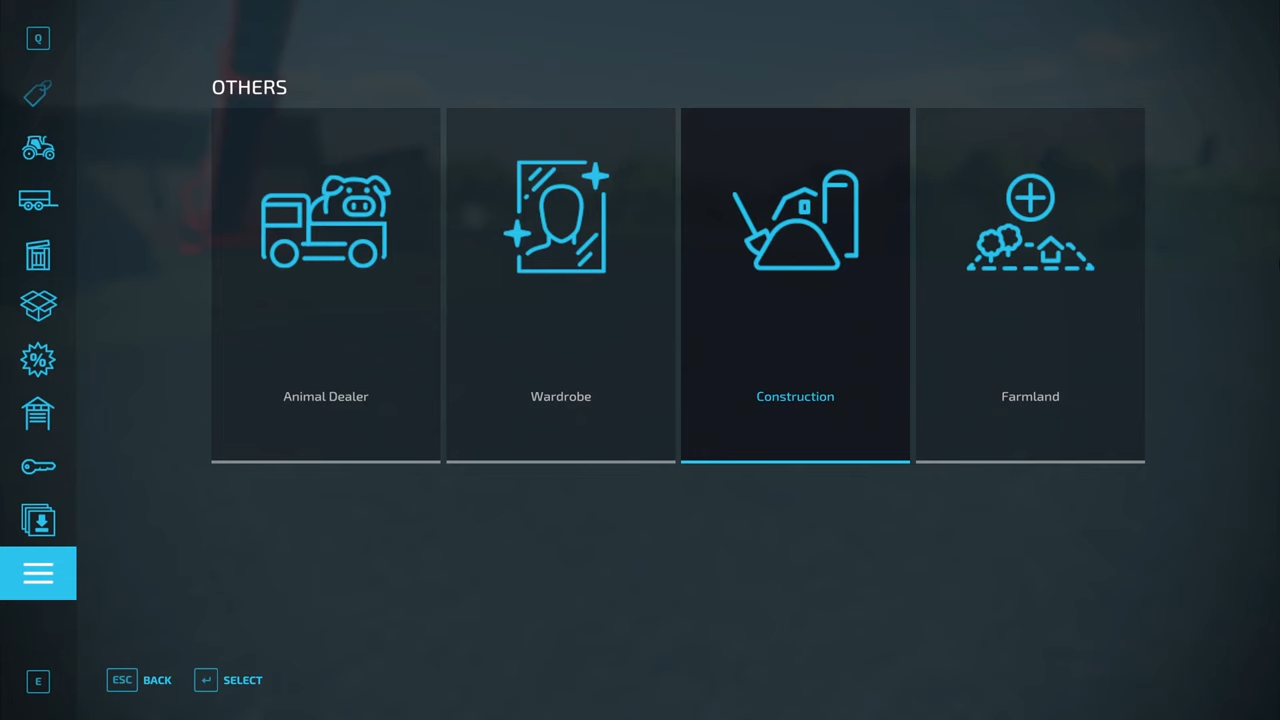 Q
OTHERS
%
Animal Dealer
Wardrobe
Construction
Farmland
E
ESC BACK
SELECT